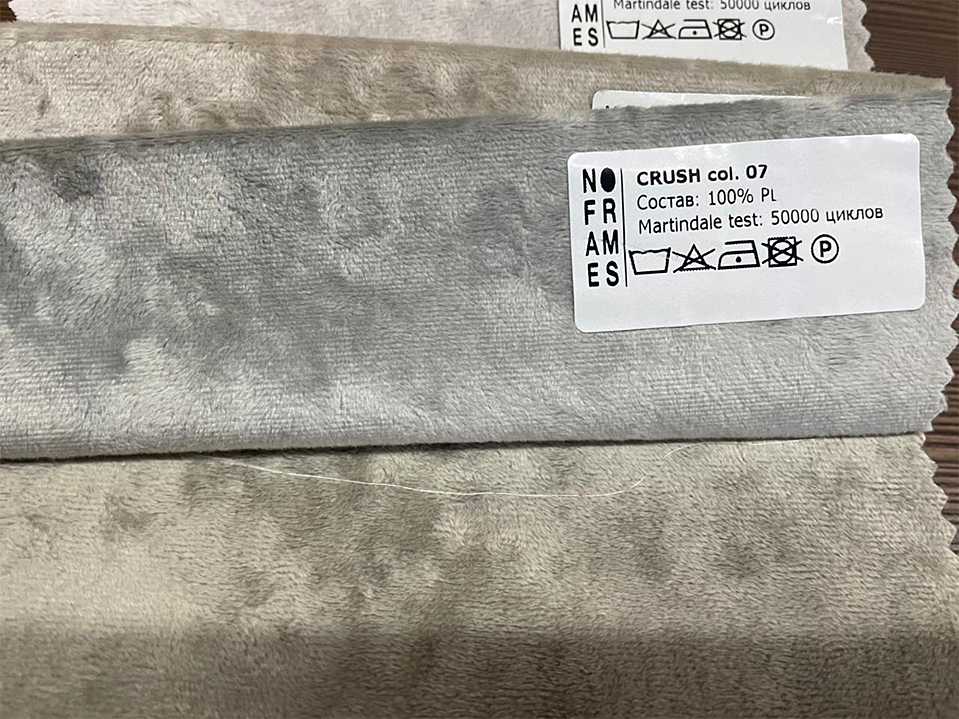 Martindale test: 50000 циклов
AM
ES
P
NO
FR
AM
ES
CRUSH col. 07
Состав: 100% PL
Martindale test: 50000 циклов
P